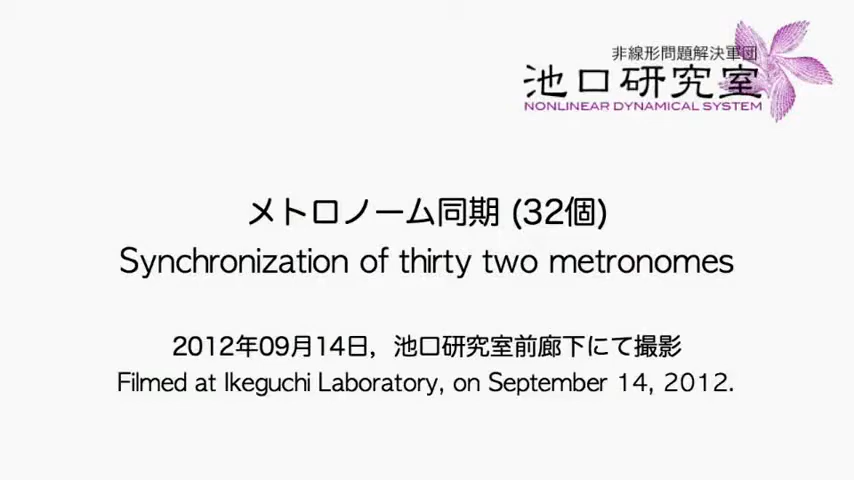 非線形問題解決軍団
池口研究室
NONLINEAR DYNAMICAL SYSTEM
メトロノーム同期 (32個)
Synchronization of thirty two metronomes
2012年09月14日，池口研究室前廊下にて撮影
Filmed at Ikeguchi Laboratory, on September 14, 2012.